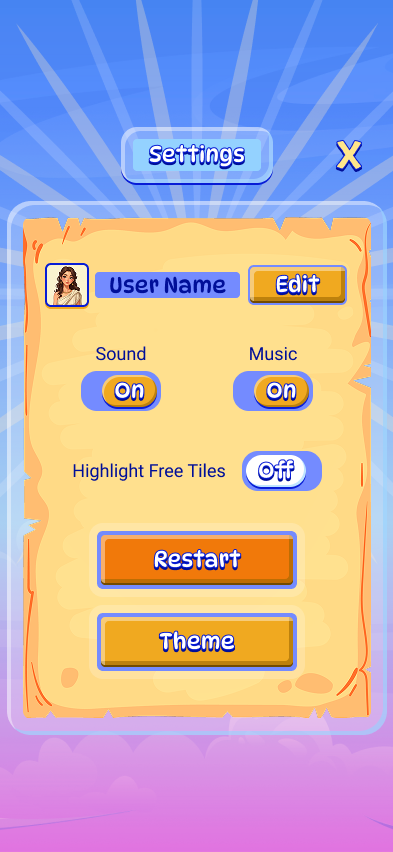 Settings
X
User Name
Edit
Sound
Music
On
On
Highlight Free Tiles
Off
Restart
Theme